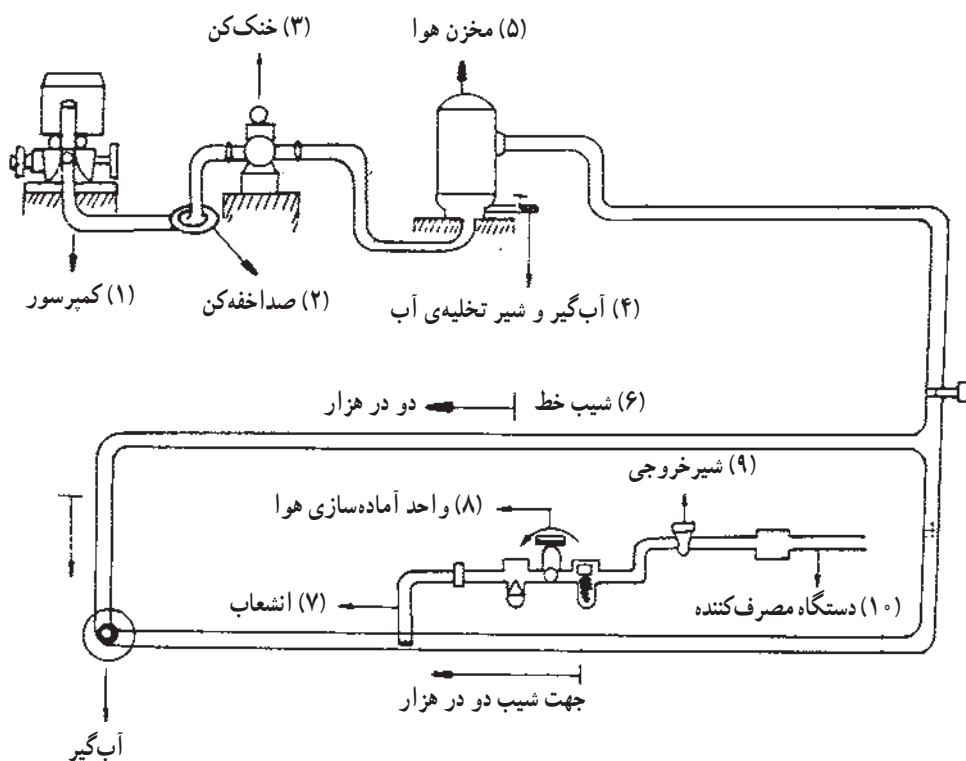 (۵) مخزن هوا
(۳) خنک‌کن
(۱) کمپرسور
(۲) صداخفه‌کن
(۴) آب‌گیر و شیر تخلیه‌ی آب
(۶) شیب خط
دو در هزار
(۹) شیرخروجی
(۸) واحد آماده‌سازی هوا
(۷) انشعاب
(۱۰) دستگاه مصرف‌کننده
جهت شیب دو در هزار
آب‌گیر